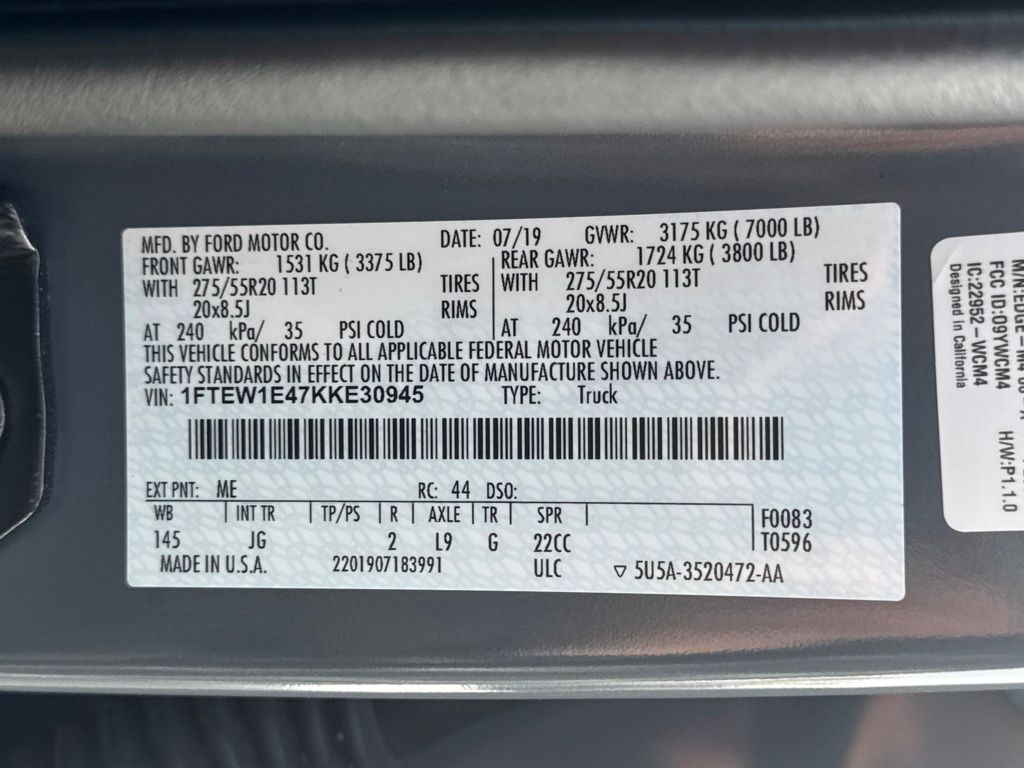 MFD. BY FORD MOTOR CO. DATE: 07/19 GVWR: 3175 KG ( 7000 LB)
FRONT GAWR: 1531 KG ( 3375 LB) REAR GAWR: 1724 KG ( 3800 LB)
WITH 275/55R20 113T TIRES WITH 275/55R20 113T TIRES
20x8.5J RIMS 20x8.5J RIMS
AT 240 kPa/ 35 PSI COLD AT 240 kPa/ 35 PSI COLD
THIS VEHICLE CONFORMS TO ALL APPLICABLE FEDERAL MOTOR VEHICLE
SAFETY STANDARDS IN EFFECT ON THE DATE OF MANUFACTURE SHOWN ABOVE.
VIN: 1FTEW1E47KKE30945 TYPE: Truck
EXT PNT: ME RC: 44 DSO:
WB INT TR TP/PS R AXLE TR SPR F0083
145 JG 2 L9 G 22CC T0596
MADE IN U.S.A. 2201907183991 ULC ▽ 5U5A-3520472-AA
FCC ID:09YWCM4 H/W:P1.1.0
IC:22952-WCM4
Designed in California